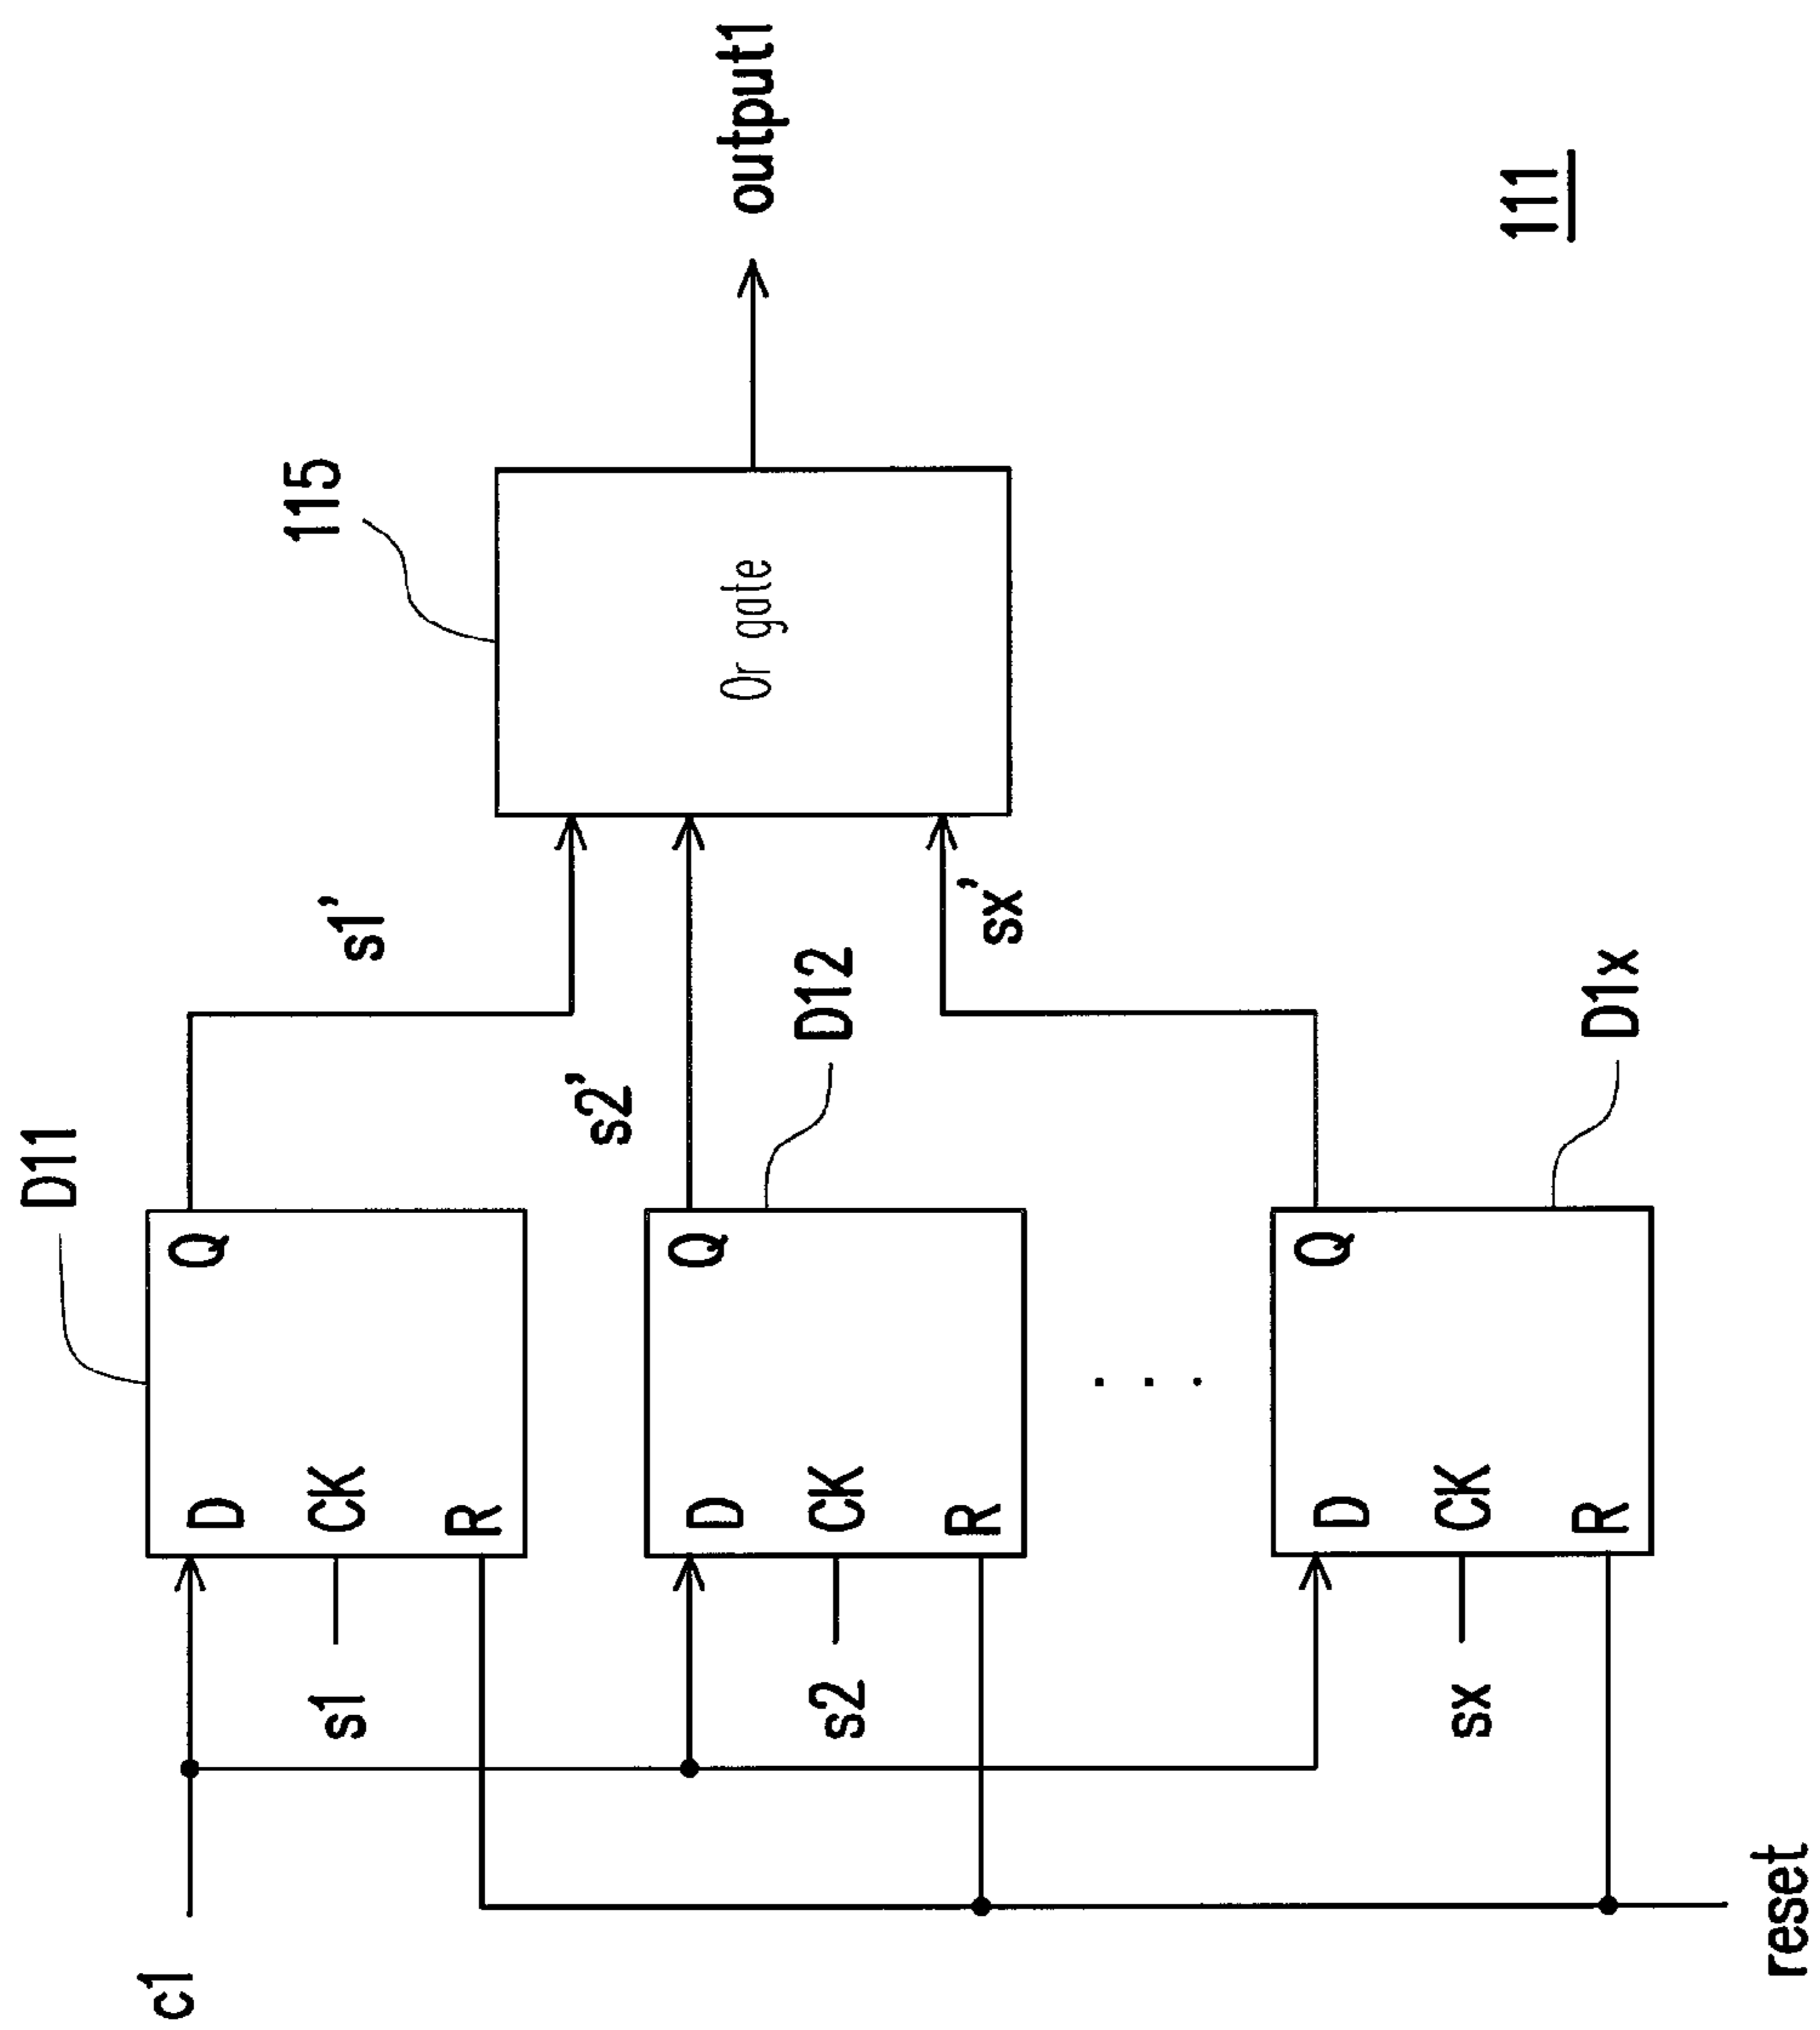 D11
D
Q
CK
R
c1
s1
s1'
115
Or gate
output1
s2'
D
Q
CK
R
s2
D12
sx'
. . .
D
Q
CK
R
sx
D1x
reset
111